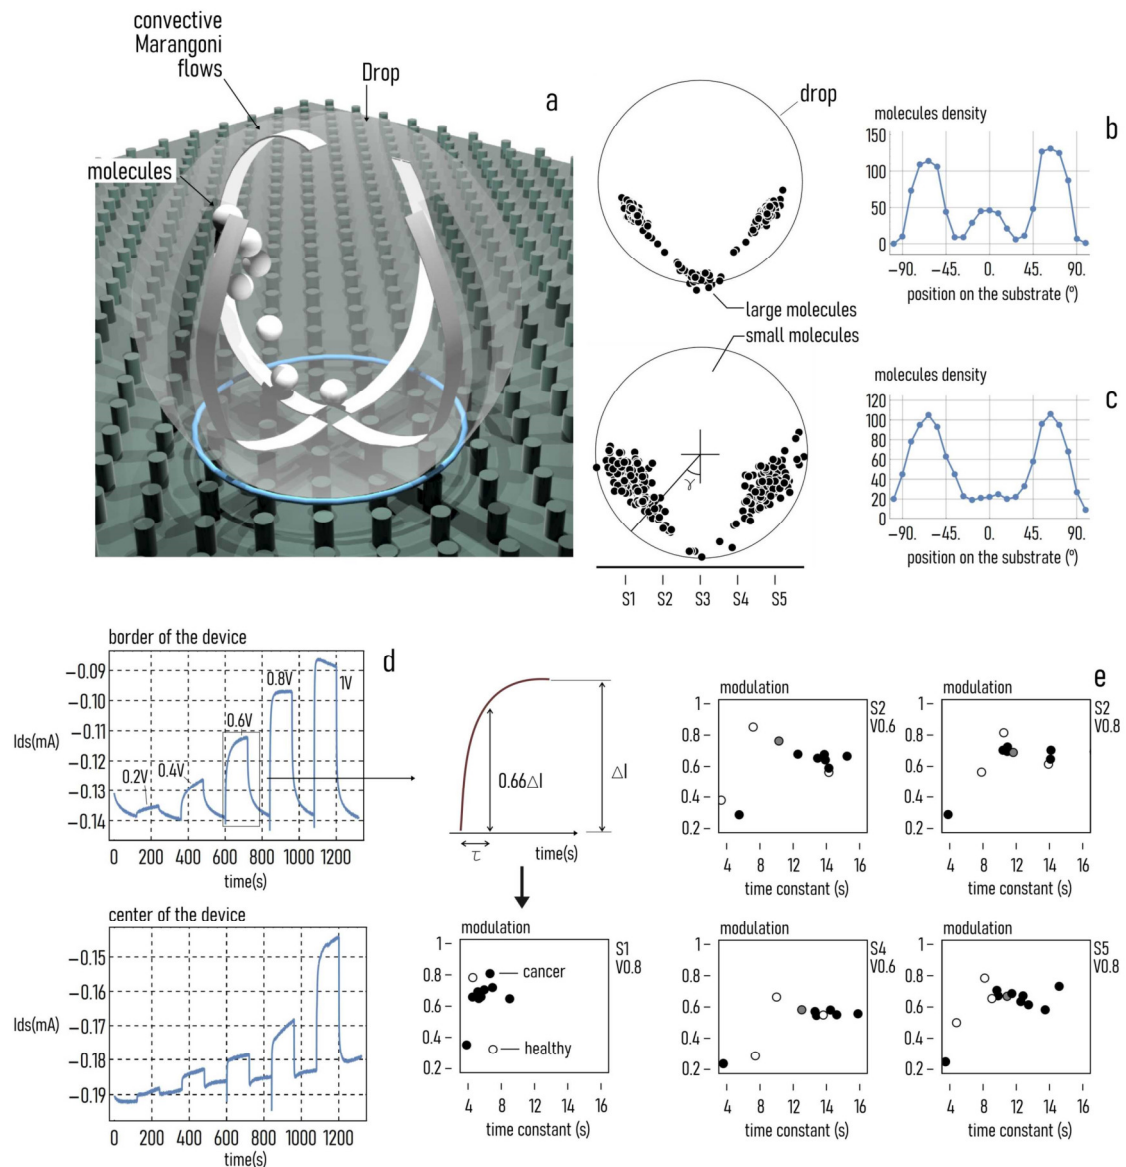 convective
Marangoni
flows
Drop
a
molecules
drop
large molecules
small molecules
γ
S1 S2 S3 S4 S5
b
molecules density
150
100
50
0
−90. −45. 0. 45. 90.
position on the substrate (°)
c
molecules density
120
100
80
60
40
20
0
−90. −45. 0. 45. 90.
position on the substrate (°)
d
border of the device
−0.09
−0.10
−0.11
−0.12
−0.13
−0.14
Ids(mA)
0.2V
0.4V
0.6V
0.8V
1V
0 200 400 600 800 1000 1200
time(s)
center of the device
−0.15
−0.16
−0.17
−0.18
−0.19
Ids(mA)
0 200 400 600 800 1000 1200
time(s)
0.66ΔI
ΔI
τ
time(s)
modulation
S1
V0.8
1
0.8
0.6
0.4
0.2
cancer
healthy
4 8 12 16
time constant (s)
e
modulation
S2
V0.6
1
0.8
0.6
0.4
0.2
4 8 12 14 16
time constant (s)
modulation
S2
V0.8
1
0.8
0.6
0.4
0.2
4 8 12 14 16
time constant (s)
modulation
S4
V0.6
1
0.8
0.6
0.4
0.2
4 8 12 14 16
time constant (s)
modulation
S5
V0.8
1
0.8
0.6
0.4
0.2
4 8 12 14 16
time constant (s)